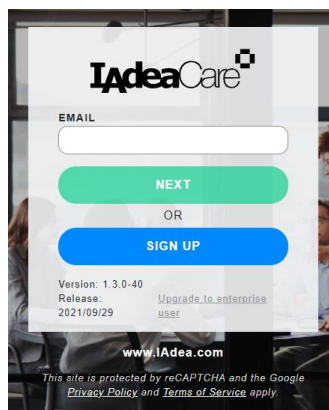 IAdeaCare
EMAIL
NEXT
OR
SIGN UP
Version: 1.3.0-40
Release:
2021/09/29
Upgrade to enterprise
user
www.IAdea.com
This site is protected by reCAPTCHA and the Google
Privacy Policy and Terms of Service apply.